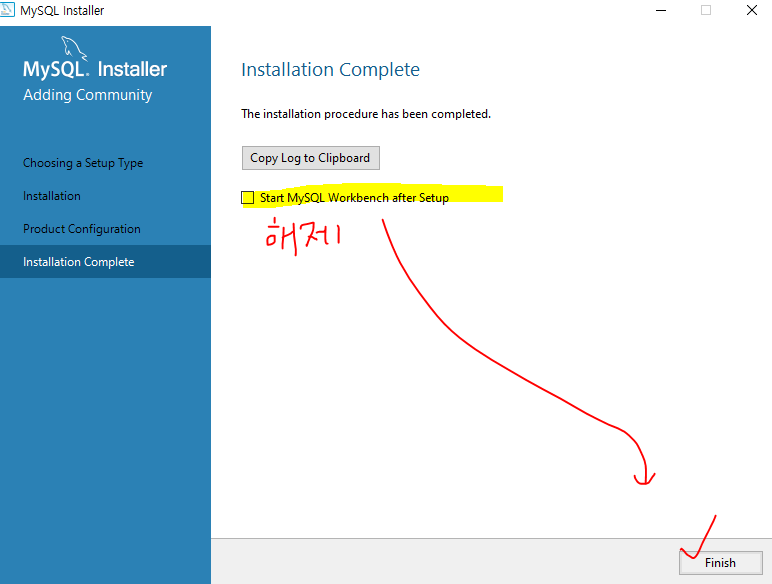 MySQL Installer
MySQL. Installer
Adding Community
Choosing a Setup Type
Installation
Product Configuration
Installation Complete
Installation Complete
The installation procedure has been completed.
Copy Log to Clipboard
Start MySQL Workbench after Setup
해제
Finish